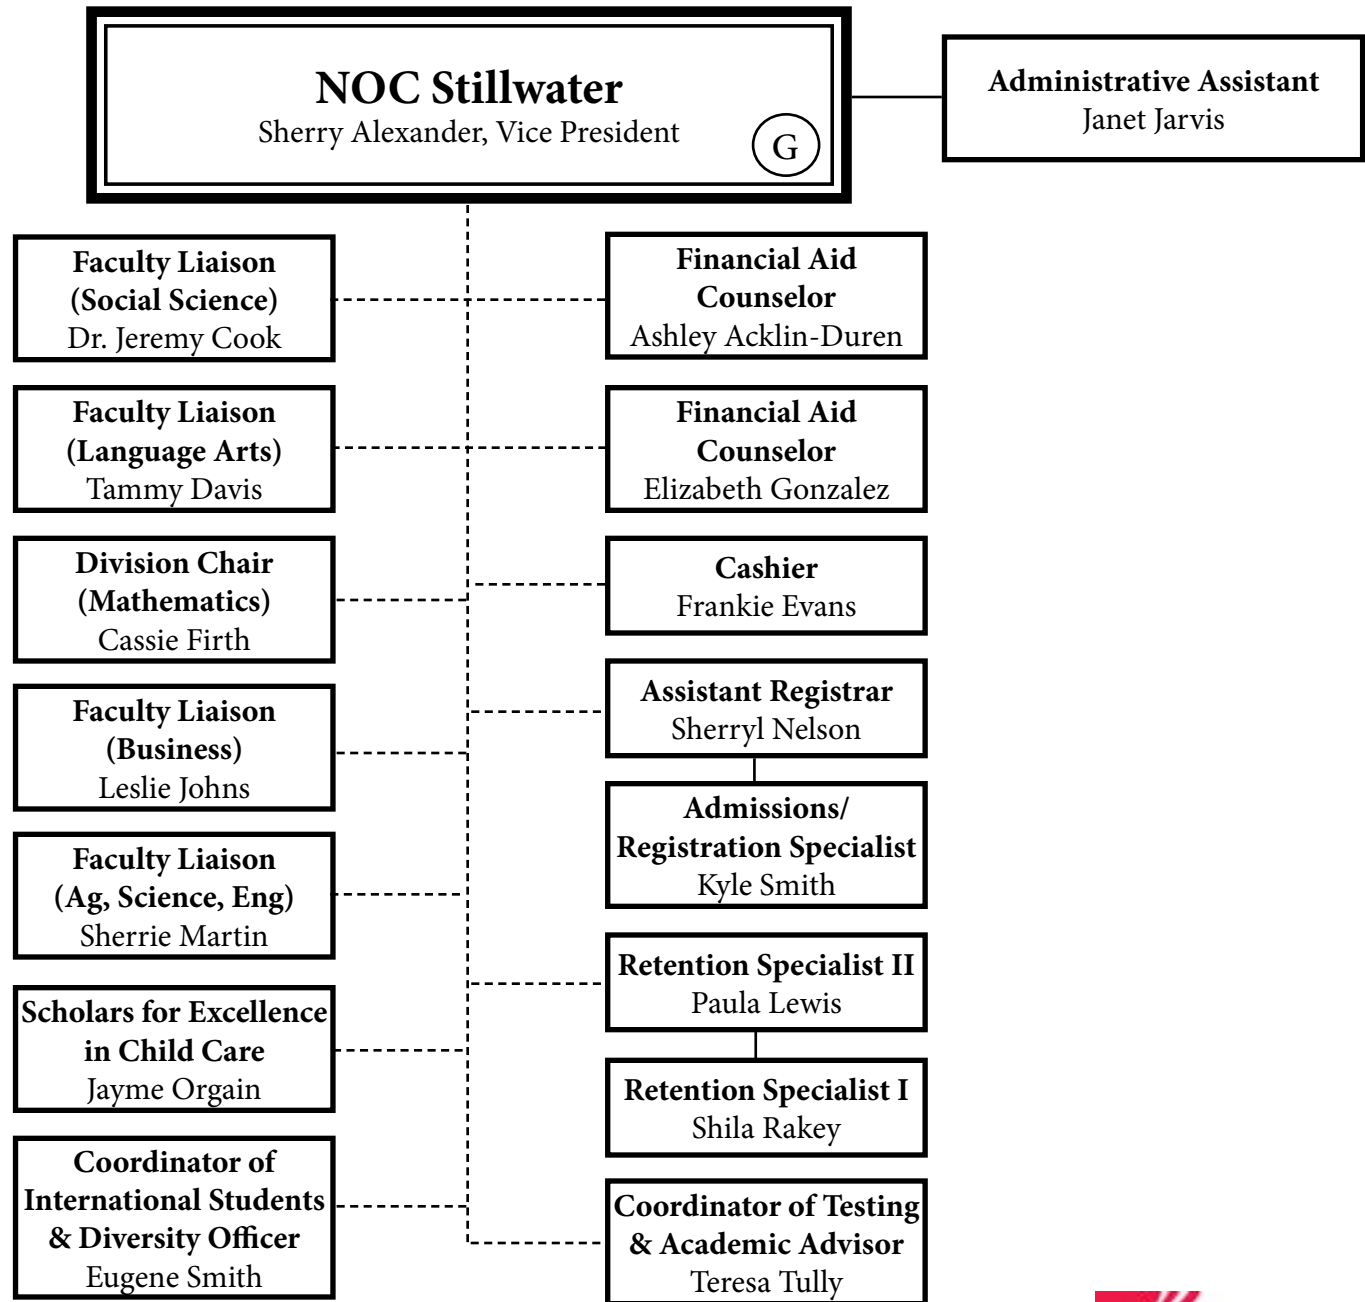 NOC Stillwater
Sherry Alexander, Vice President
G
Administrative Assistant
Janet Jarvis
Faculty Liaison
(Social Science)
Dr. Jeremy Cook
Financial Aid
Counselor
Ashley Acklin-Duren
Faculty Liaison
(Language Arts)
Tammy Davis
Financial Aid
Counselor
Elizabeth Gonzalez
Division Chair
(Mathematics)
Cassie Firth
Cashier
Frankie Evans
Faculty Liaison
(Business)
Leslie Johns
Assistant Registrar
Sherryl Nelson
Admissions/
Registration Specialist
Kyle Smith
Faculty Liaison
(Ag, Science, Eng)
Sherrie Martin
Retention Specialist II
Paula Lewis
Scholars for Excellence
in Child Care
Jayme Orgain
Retention Specialist I
Shila Rakey
Coordinator of
International Students
& Diversity Officer
Eugene Smith
Coordinator of Testing
& Academic Advisor
Teresa Tully